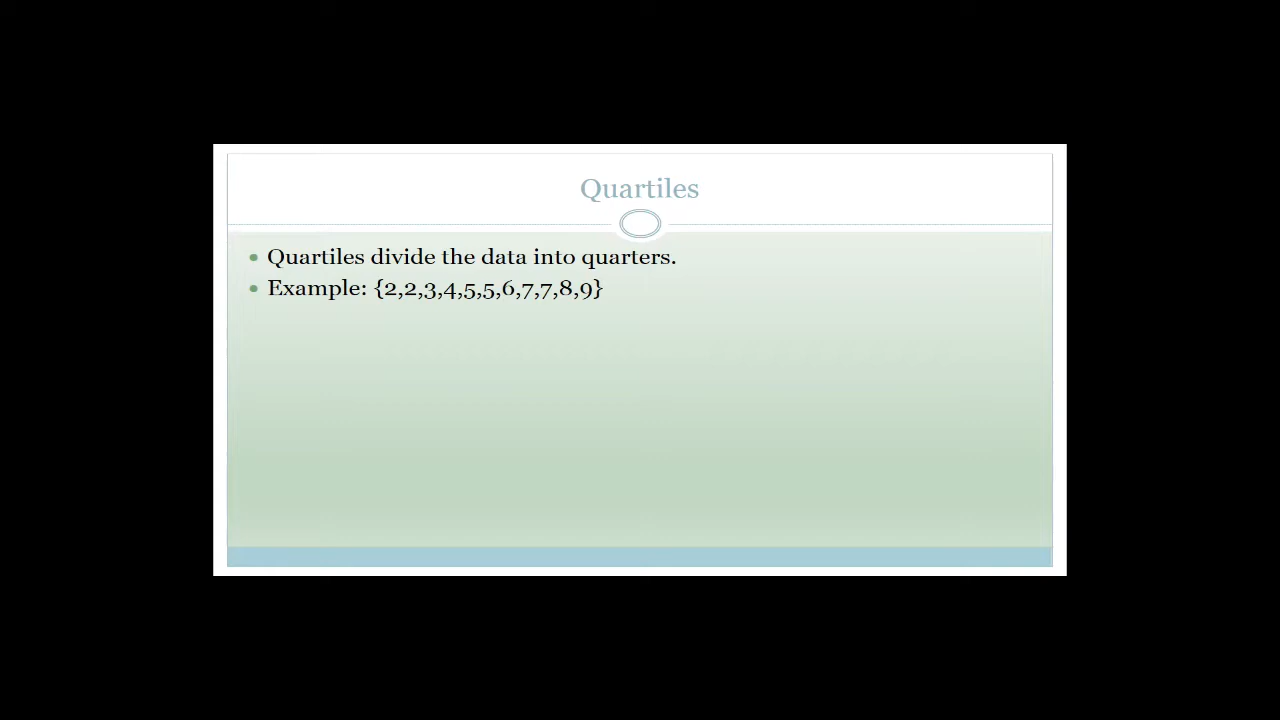 Quartiles
• Quartiles divide the data into quarters.
• Example: {2,2,3,4,5,5,6,7,7,8,9}